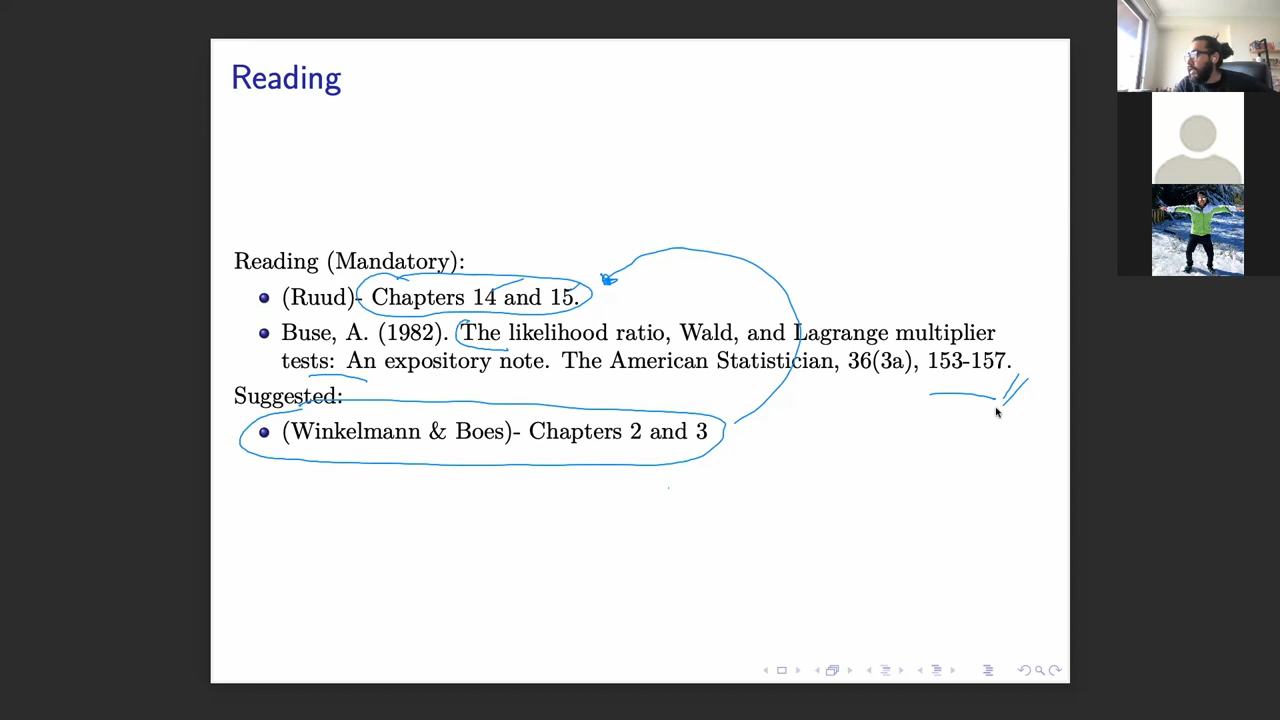 Reading
Reading (Mandatory):
(Ruud)- Chapters 14 and 15.
Buse, A. (1982). The likelihood ratio, Wald, and Lagrange multiplier
tests: An expository note. The American Statistician, 36(3a), 153-157.
Suggested:
(Winkelmann & Boes)- Chapters 2 and 3